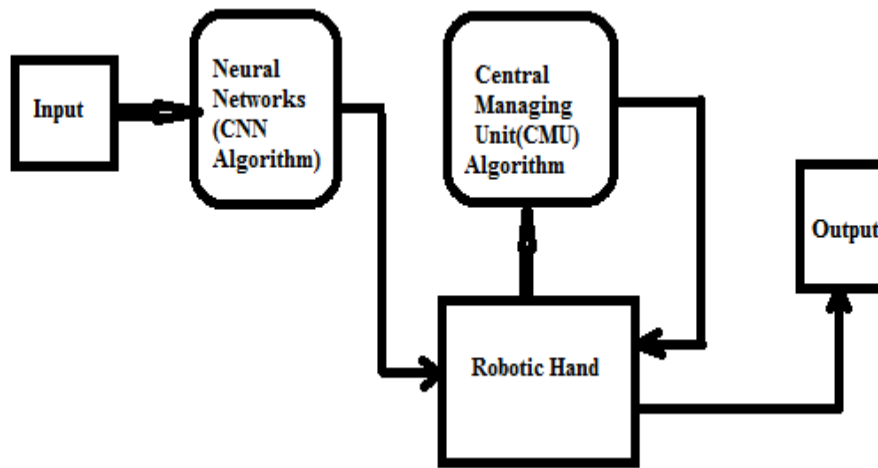 Input
Neural
Networks
(CNN
Algorithm)
Central
Managing
Unit(CMU)
Algorithm
Output
Robotic Hand